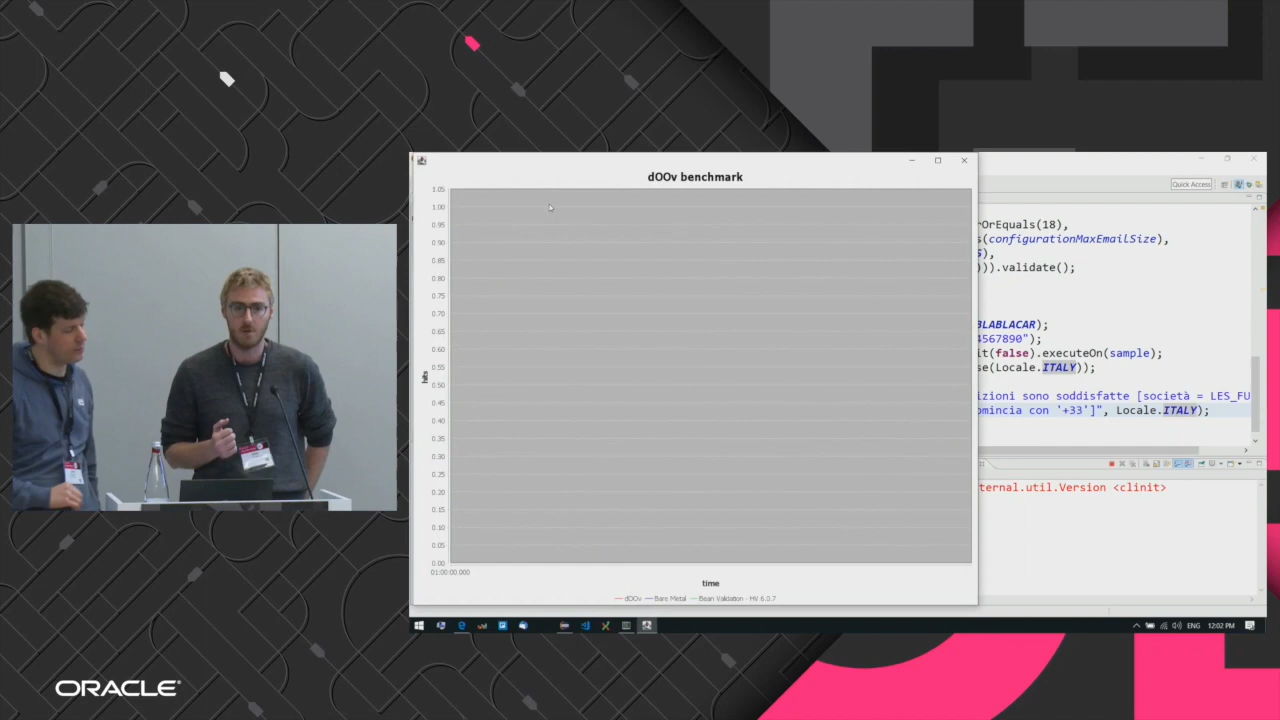 dOOv benchmark
1.05
1.00
0.95
0.90
0.85
0.80
0.75
0.70
0.65
0.60
0.55
0.50
0.45
0.40
0.35
0.30
0.25
0.20
0.15
0.10
0.05
0.00
hits
01:00:00.000
time
dOOv Bare Metal Bean Validation - HV 6.0.7
Quick Access
rOrEquals(18),
s(configurationMaxEmailSize),
))).validate();
BLABLACAR);
4567890");
it(false).executeOn(sample);
se(Locale.ITALY));
izioni sono soddisfatte [società = LES_FU
omincia con '+33']", Locale.ITALY);
ternal.util.Version <clinit>
ENG 12:02 PM
ORACLE